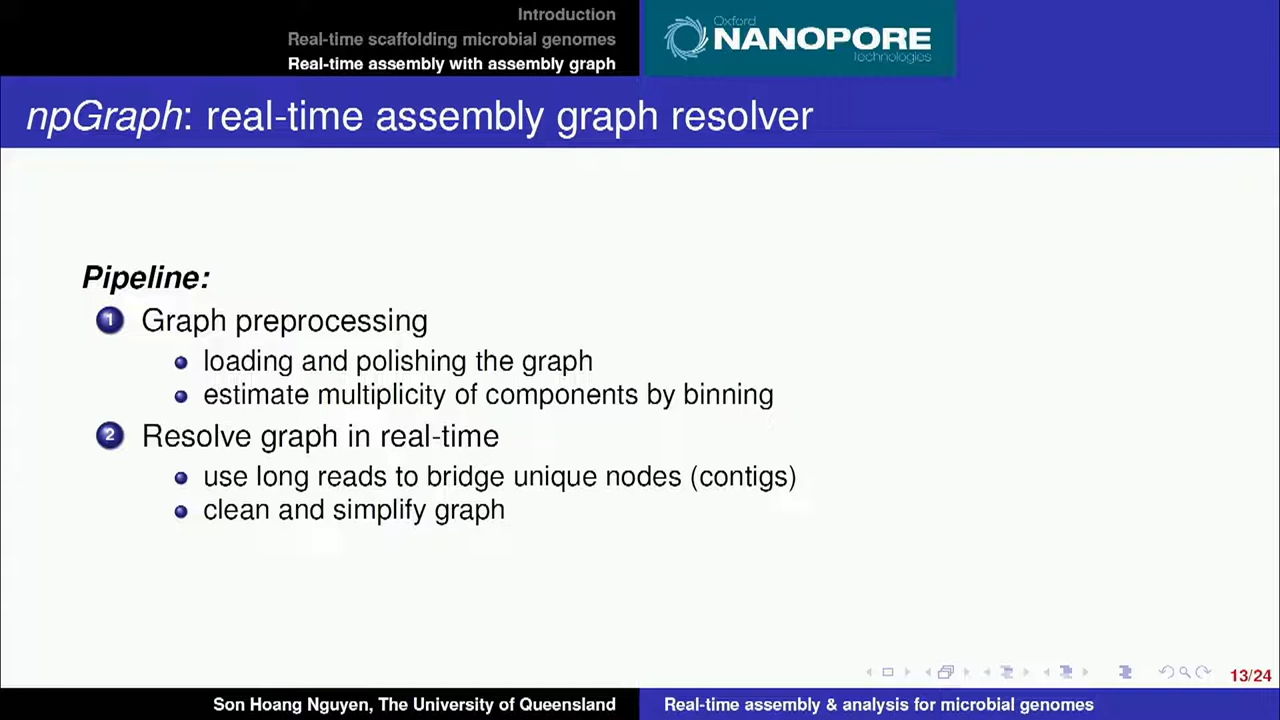 Introduction
Real-time scaffolding microbial genomes
Real-time assembly with assembly graph
Oxford
NANOPORE
Technologies
npGraph: real-time assembly graph resolver
Pipeline:
1 Graph preprocessing
loading and polishing the graph
estimate multiplicity of components by binning
2 Resolve graph in real-time
use long reads to bridge unique nodes (contigs)
clean and simplify graph
13/24
Son Hoang Nguyen, The University of Queensland
Real-time assembly & analysis for microbial genomes